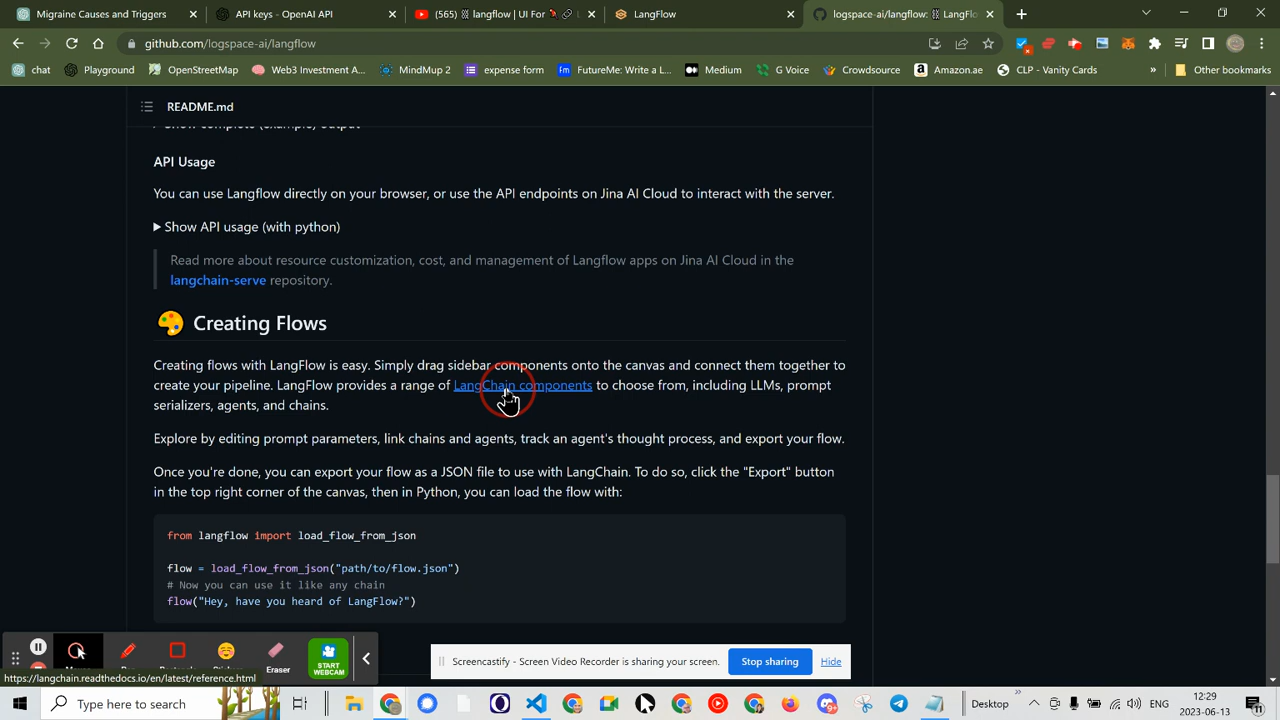 Migraine Causes and Triggers
API keys - OpenAI API
(565) langflow | UI For
LangFlow
logspace-ai/langflow: LangFlo
github.com/logspace-ai/langflow
chat
Playground
OpenStreetMap
Web3 Investment A...
MindMup 2
expense form
FutureMe: Write a L...
Medium
G Voice
Crowdsource
Amazon.ae
CLP - Vanity Cards
»
Other bookmarks
README.md
Show complete (example) output
API Usage
You can use Langflow directly on your browser, or use the API endpoints on Jina AI Cloud to interact with the server.
Show API usage (with python)
Read more about resource customization, cost, and management of Langflow apps on Jina AI Cloud in the
langchain-serve repository.
Creating Flows
Creating flows with LangFlow is easy. Simply drag sidebar components onto the canvas and connect them together to
create your pipeline. LangFlow provides a range of LangChain components to choose from, including LLMs, prompt
serializers, agents, and chains.
Explore by editing prompt parameters, link chains and agents, track an agent's thought process, and export your flow.
Once you're done, you can export your flow as a JSON file to use with LangChain. To do so, click the "Export" button
in the top right corner of the canvas, then in Python, you can load the flow with:
from langflow import load_flow_from_json
flow = load_flow_from_json("path/to/flow.json")
# Now you can use it like any chain
flow("Hey, have you heard of LangFlow?")
Eraser
START
WEBCAM
Screencastify - Screen Video Recorder is sharing your screen.
Stop sharing
Hide
https://langchain.readthedocs.io/en/latest/reference.html
Type here to search
Desktop
»
ENG
12:29
2023-06-13